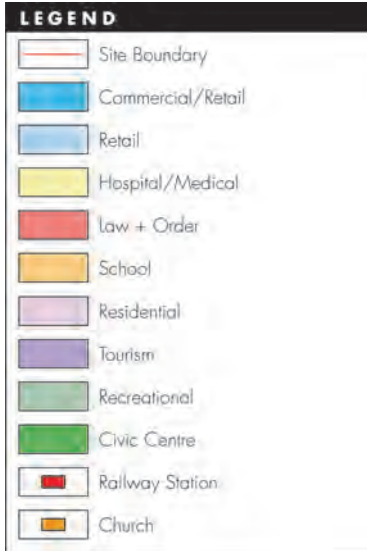 LEGEND
Site Boundary
Commercial/Retail
Retail
Hospital/Medical
Law + Order
School
Residential
Tourism
Recreational
Civic Centre
Railway Station
Church